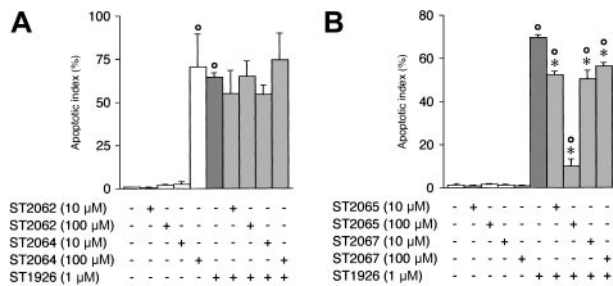 A
B
Apoptotic index (%)
100
75
50
25
0
Apoptotic index (%)
80
60
40
20
0
ST2062 (10 µM) - + - - - - + - - -
ST2062 (100 µM) - - + - - - - + - -
ST2064 (10 µM) - - - + - - - - + -
ST2064 (100 µM) - - - - + - - - - +
ST1926 (1 µM) - - - - - + + + + +
ST2065 (10 µM) - + - - - - + - - -
ST2065 (100 µM) - - + - - - - + - -
ST2067 (10 µM) - - - + - - - - + -
ST2067 (100 µM) - - - - + - - - - +
ST1926 (1 µM) - - - - - + + + + +